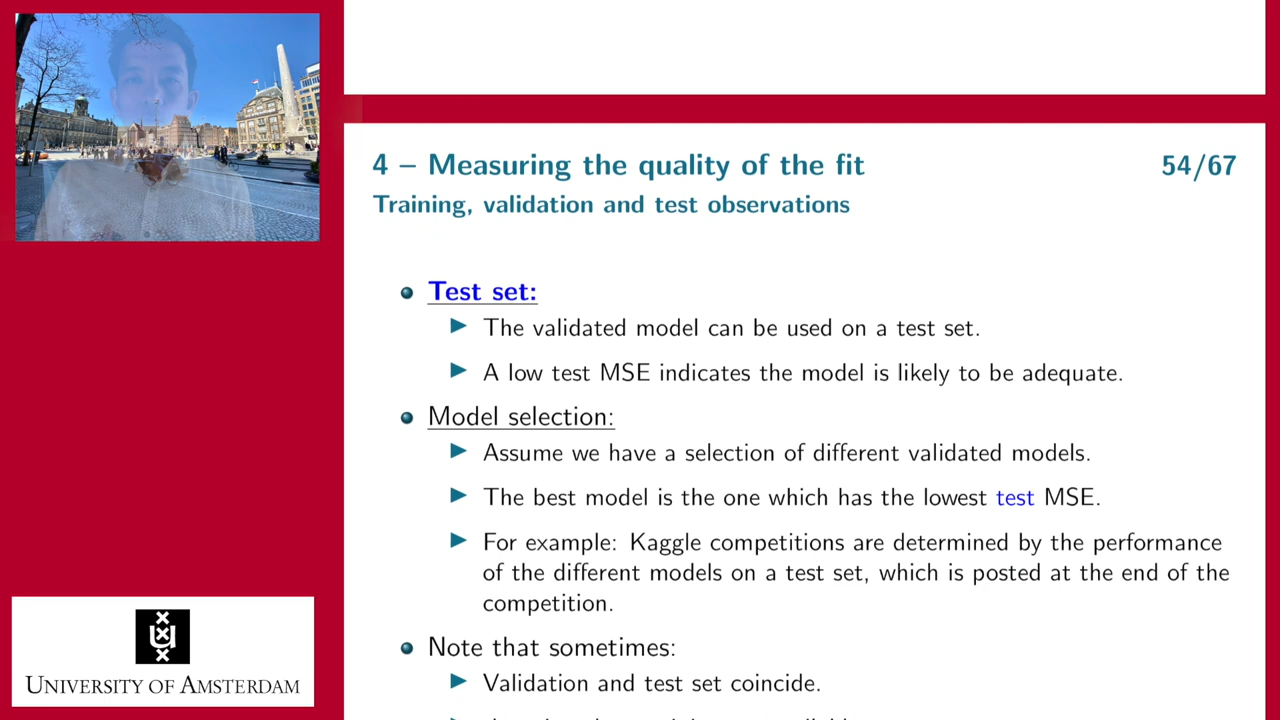 4 – Measuring the quality of the fit 54/67
Training, validation and test observations
Test set:
The validated model can be used on a test set.
A low test MSE indicates the model is likely to be adequate.
Model selection:
Assume we have a selection of different validated models.
The best model is the one which has the lowest test MSE.
For example: Kaggle competitions are determined by the performance
of the different models on a test set, which is posted at the end of the
competition.
Note that sometimes:
Validation and test set coincide.
UNIVERSITY OF AMSTERDAM